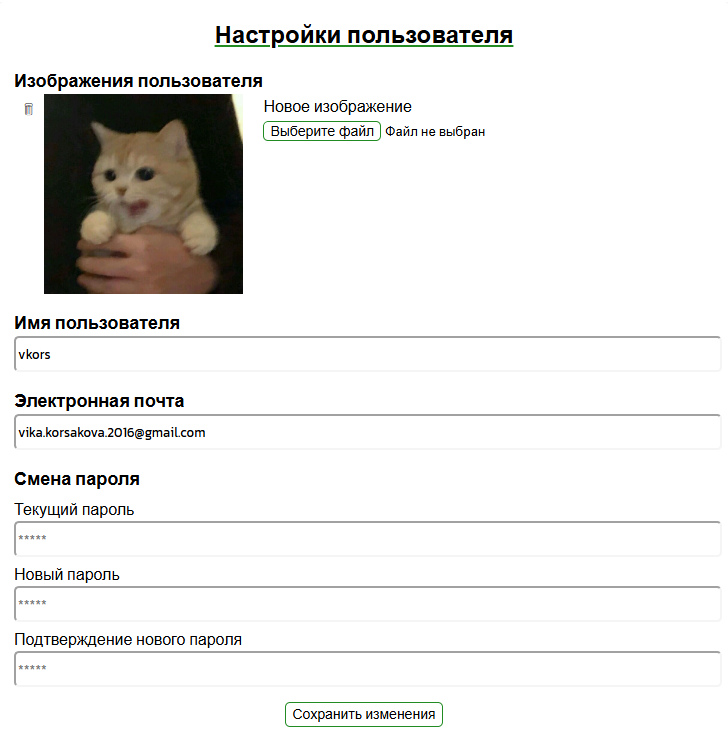 Настройки пользователя
Изображения пользователя
Новое изображение
Выберите файл Файл не выбран
Имя пользователя
vkors
Электронная почта
vika.korsakova.2016@gmail.com
Смена пароля
Текущий пароль
*****
Новый пароль
*****
Подтверждение нового пароля
*****
Сохранить изменения